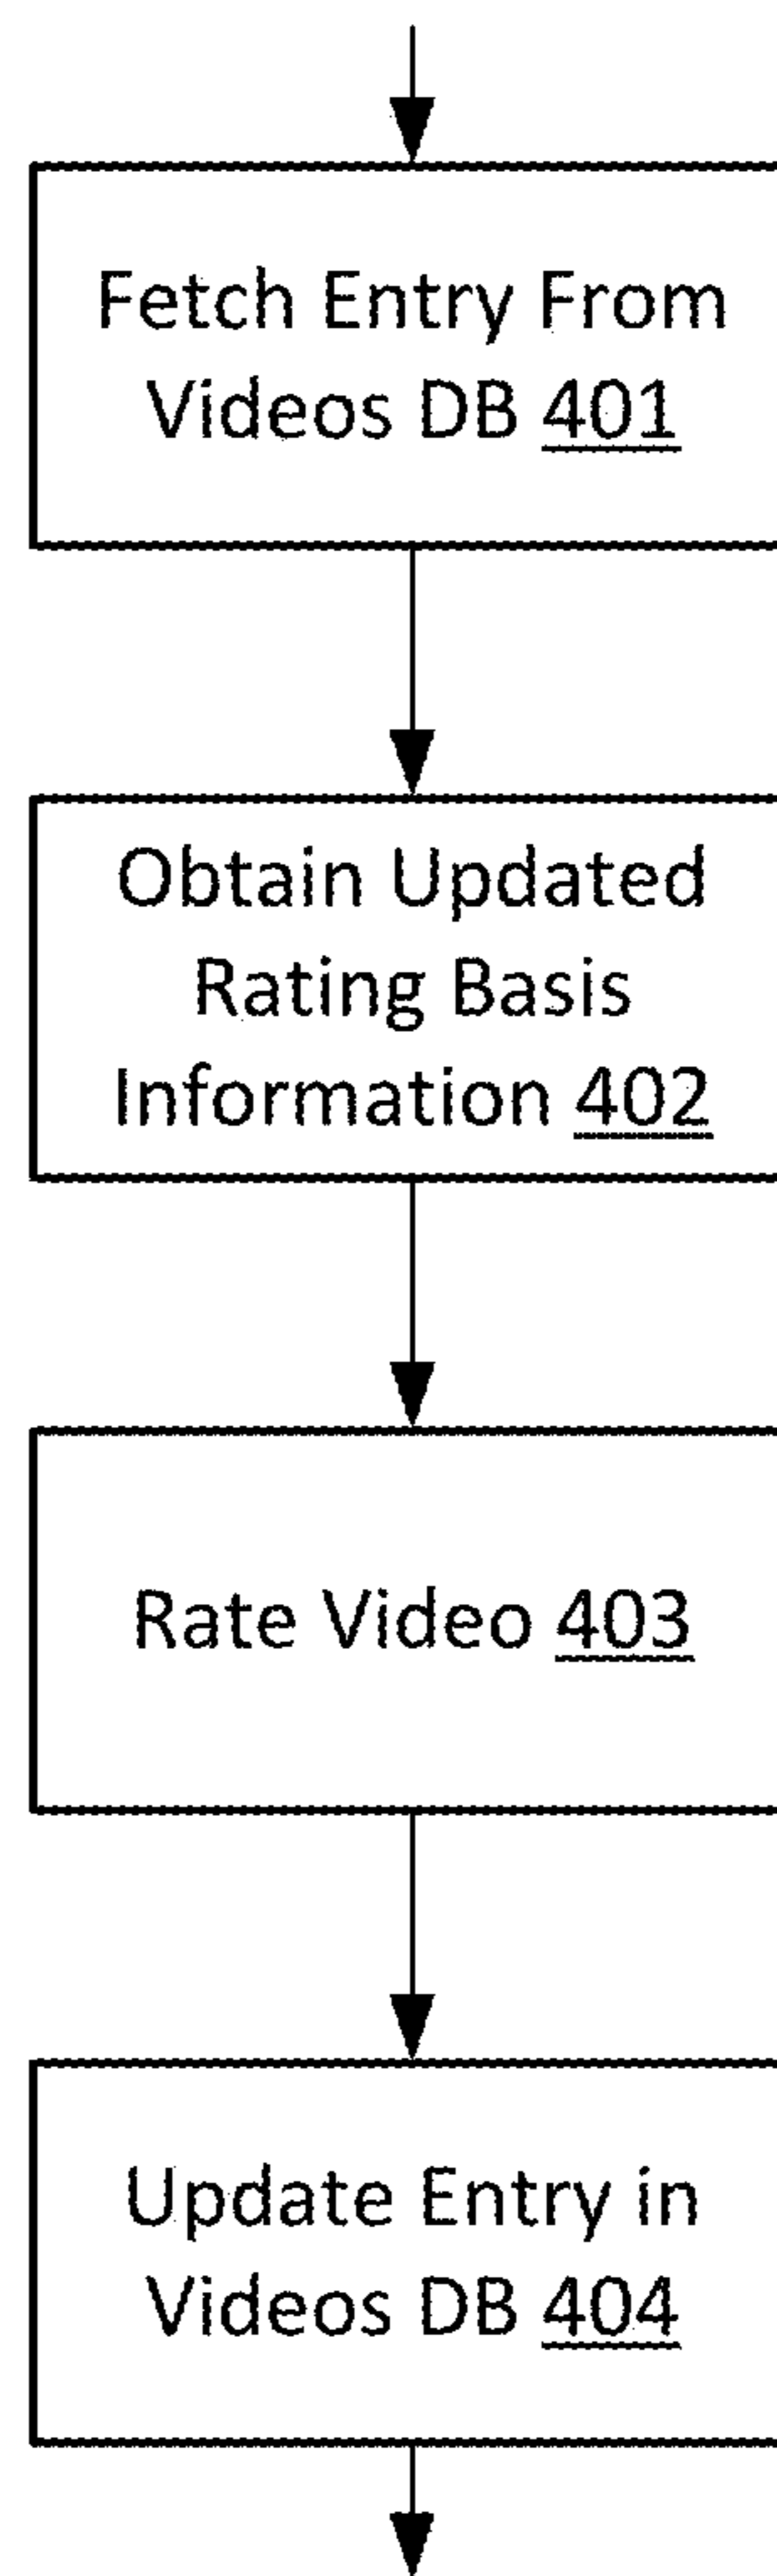 Fetch Entry From
Videos DB 401
Obtain Updated
Rating Basis
Information 402
Rate Video 403
Update Entry in
Videos DB 404